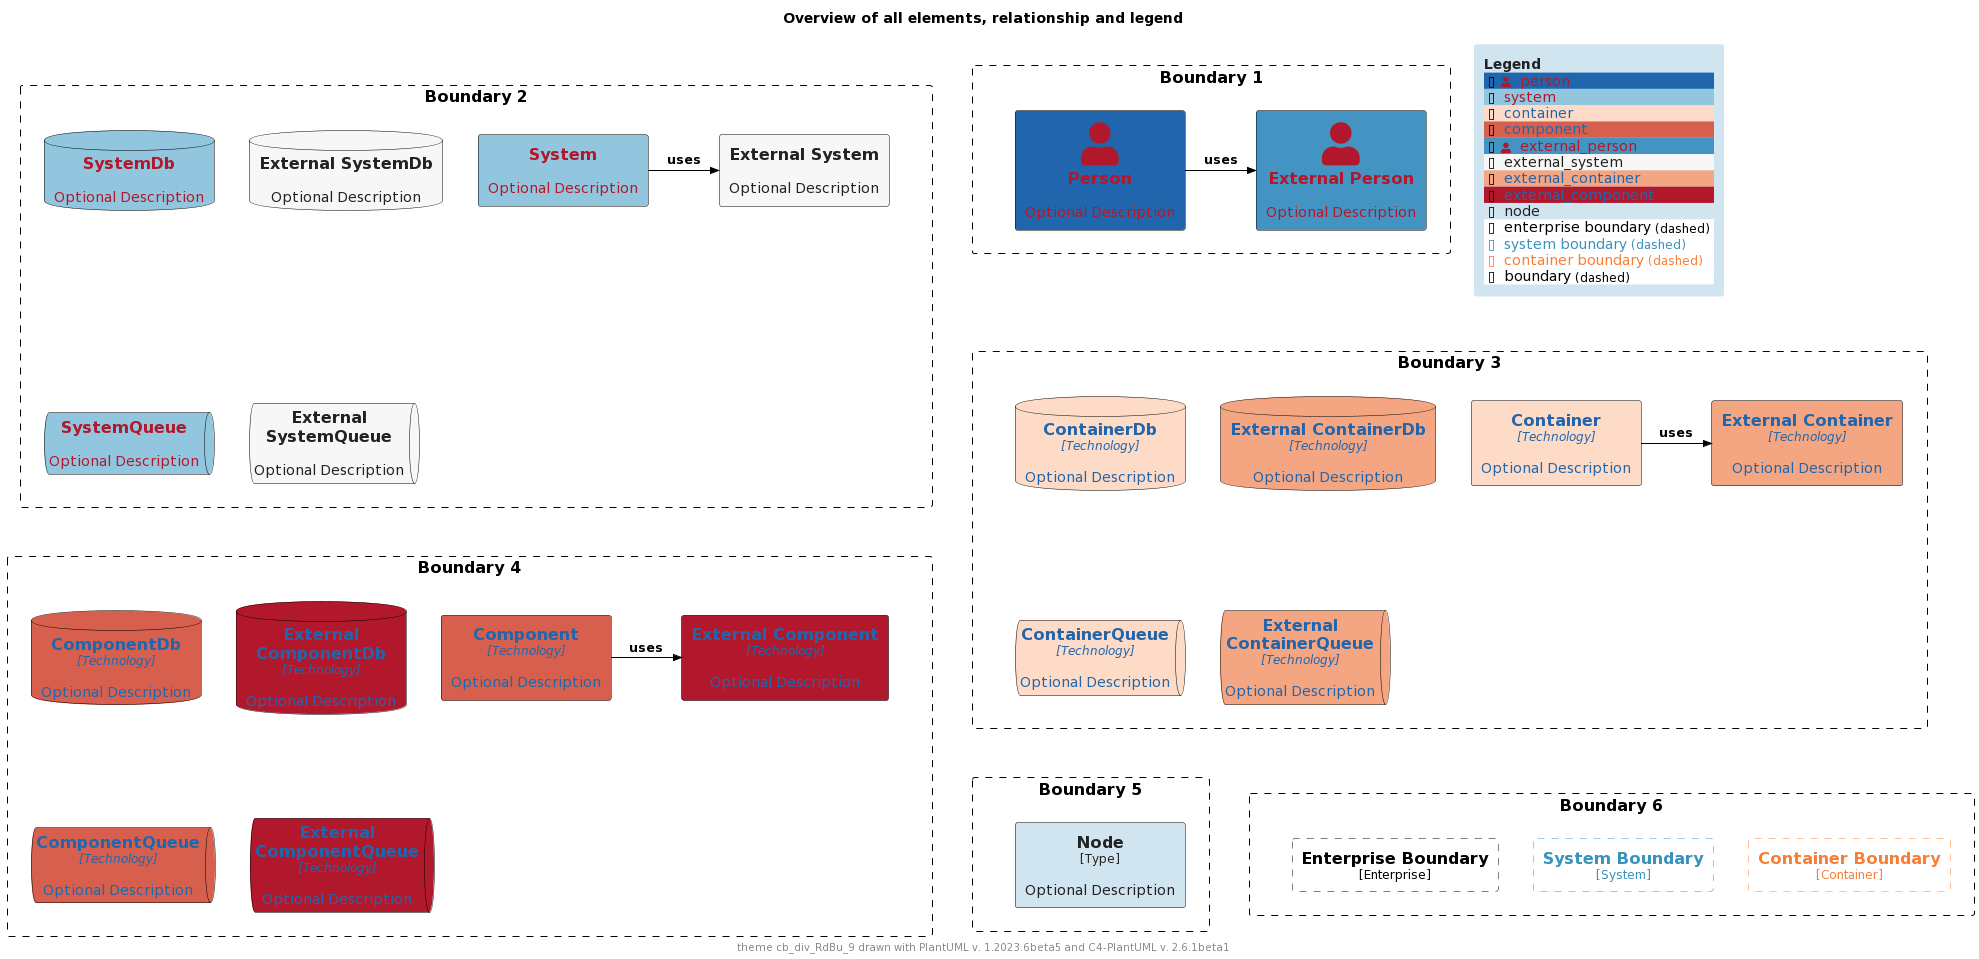 Overview of all elements, relationship and legend
Boundary 2
SystemDb
Optional Description
External SystemDb
Optional Description
System
Optional Description
uses
External System
Optional Description
SystemQueue
Optional Description
External
SystemQueue
Optional Description
Boundary 1
Person
Optional Description
uses
External Person
Optional Description
Legend
person
system
container
component
external_person
external_system
external_container
external_component
node
enterprise boundary (dashed)
system boundary (dashed)
container boundary (dashed)
boundary (dashed)
Boundary 3
ContainerDb
[Technology]
Optional Description
External ContainerDb
[Technology]
Optional Description
Container
[Technology]
Optional Description
uses
External Container
[Technology]
Optional Description
ContainerQueue
[Technology]
Optional Description
External
ContainerQueue
[Technology]
Optional Description
Boundary 4
ComponentDb
[Technology]
Optional Description
External
ComponentDb
[Technology]
Optional Description
Component
[Technology]
Optional Description
uses
External Component
[Technology]
Optional Description
ComponentQueue
[Technology]
Optional Description
External
ComponentQueue
[Technology]
Optional Description
Boundary 5
Node
[Type]
Optional Description
Boundary 6
Enterprise Boundary
[Enterprise]
System Boundary
[System]
Container Boundary
[Container]
theme cb_div_RdBu_9 drawn with PlantUML v. 1.2023.6beta5 and C4-PlantUML v. 2.6.1beta1